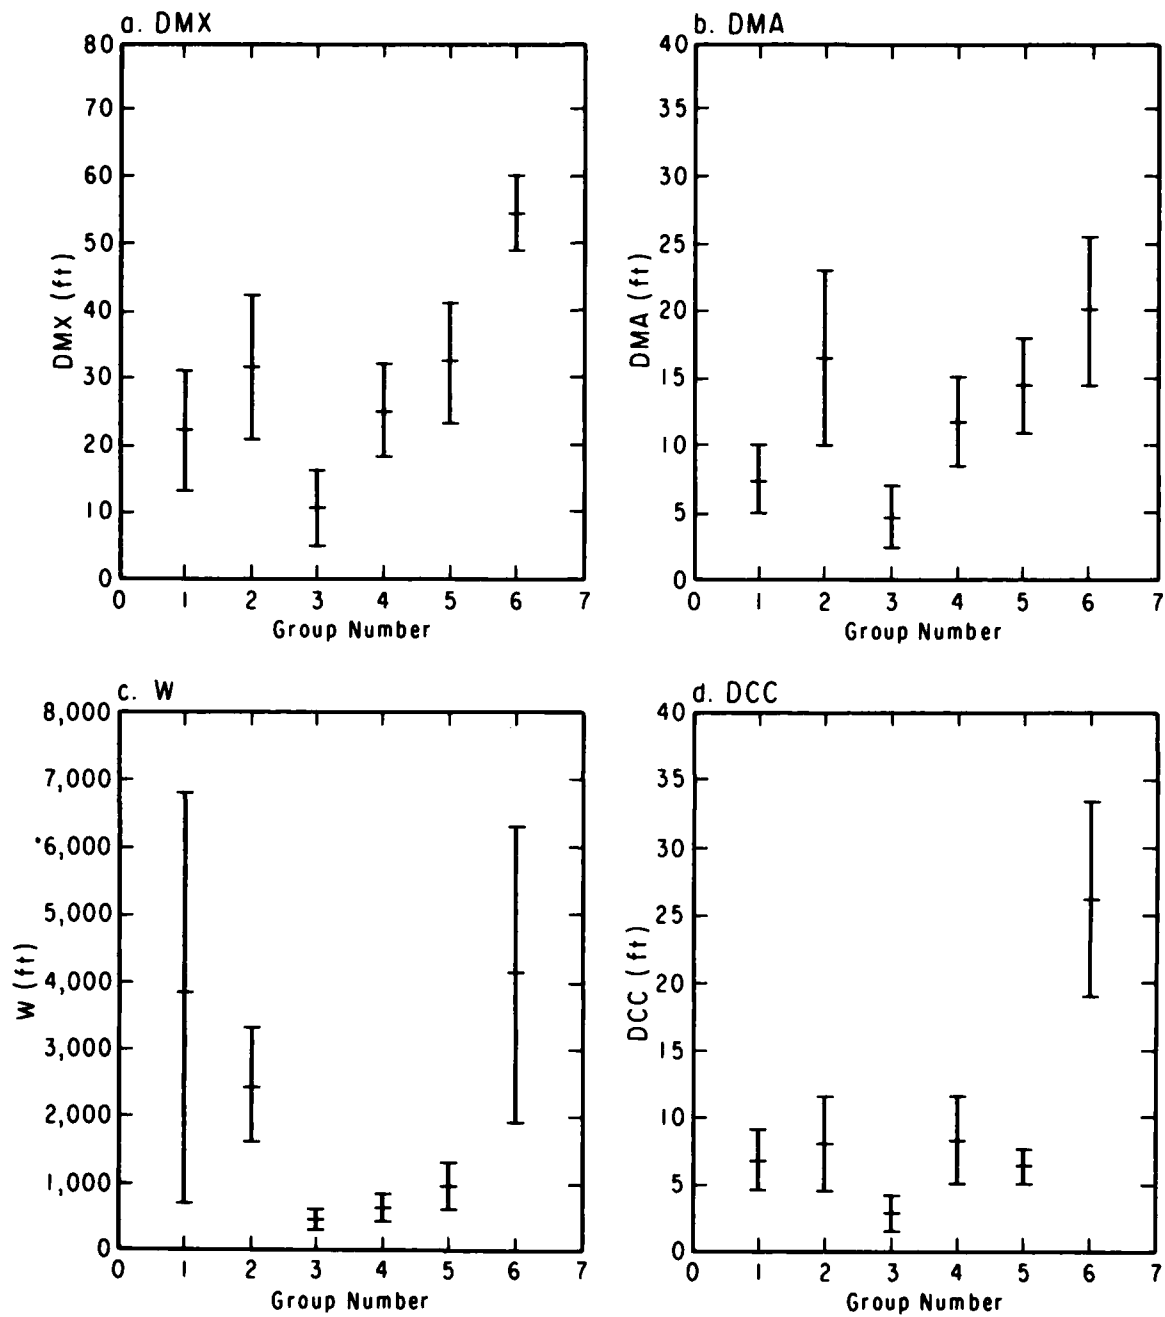 a. DMX
80
70
60
50
40
30
20
10
0
DMX (ft)
0 1 2 3 4 5 6 7
Group Number
b. DMA
40
35
30
25
20
15
10
5
0
DMA (ft)
0 1 2 3 4 5 6 7
Group Number
c. W
8,000
7,000
6,000
5,000
4,000
3,000
2,000
1,000
0
W (ft)
0 1 2 3 4 5 6 7
Group Number
d. DCC
40
35
30
25
20
15
10
5
0
DCC (ft)
0 1 2 3 4 5 6 7
Group Number